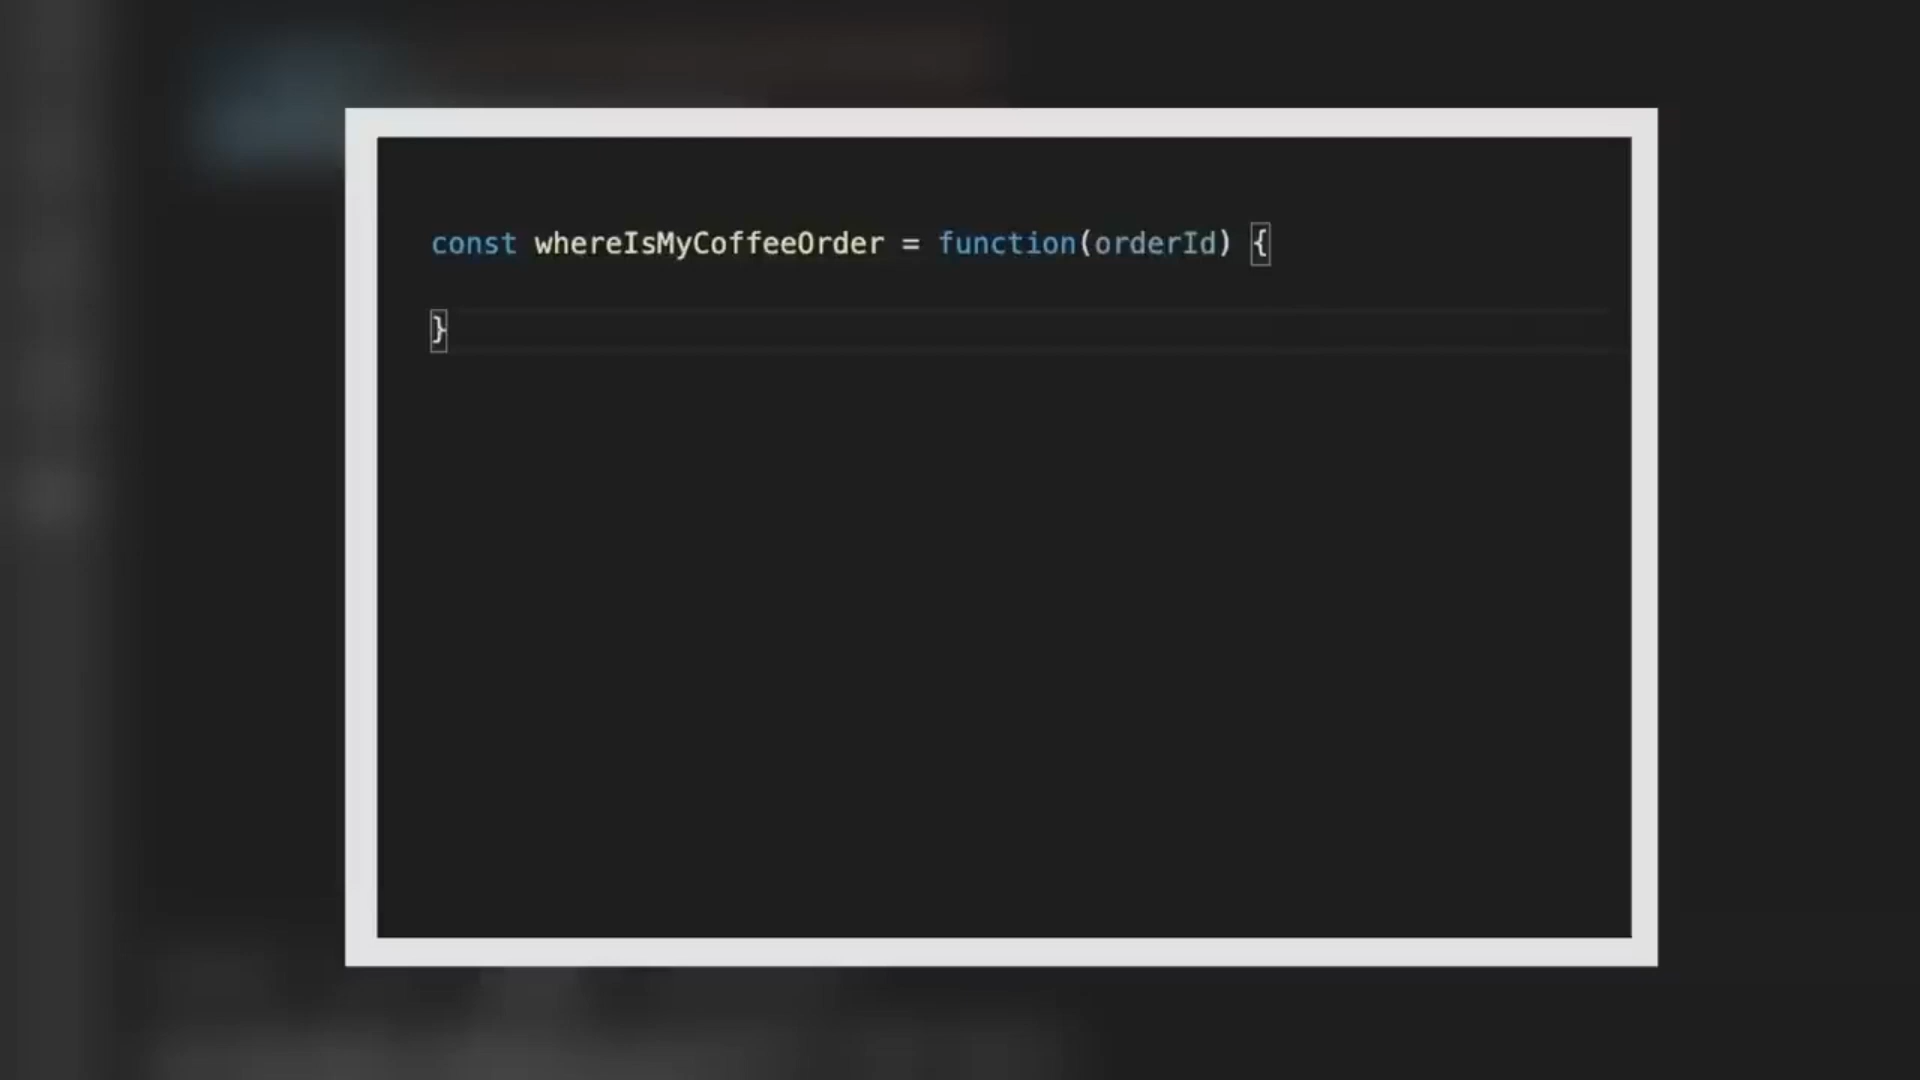 const whereIsMyCoffeeOrder = function(orderId) {
}